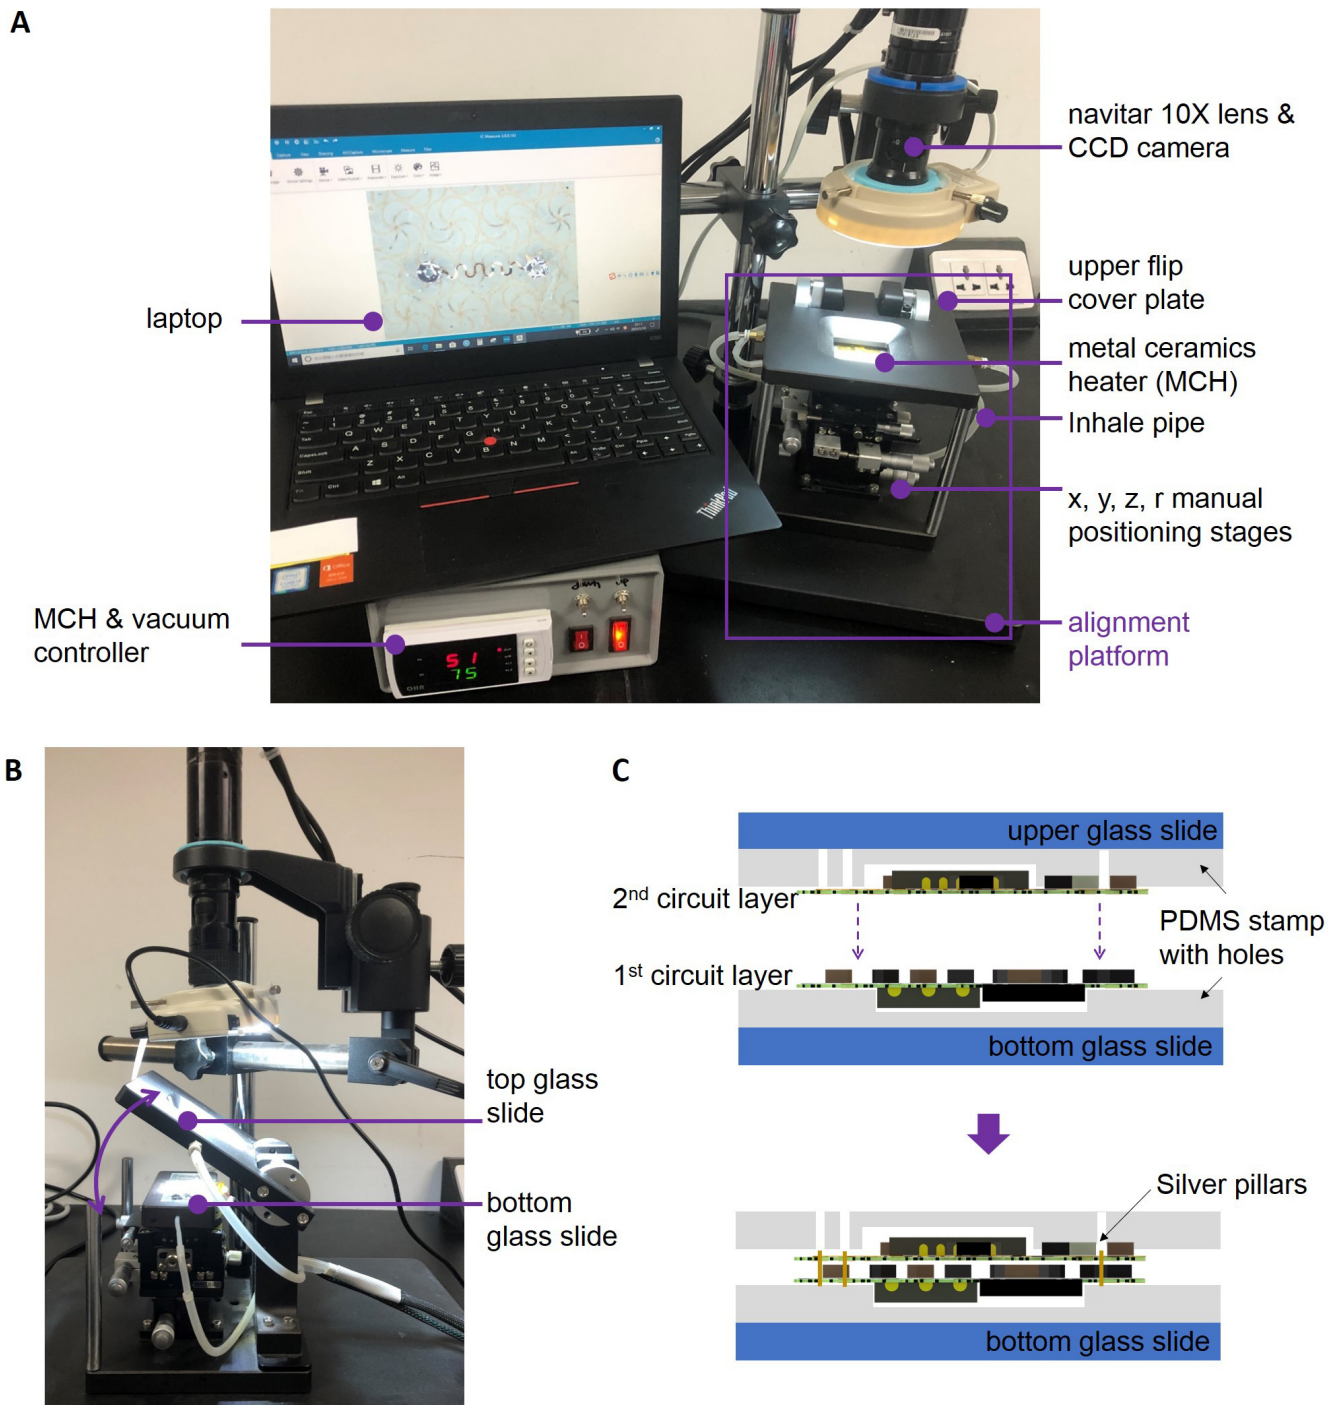 A
navitar 10X lens &
CCD camera
upper flip
cover plate
laptop
metal ceramics
heater (MCH)
Inhale pipe
x, y, z, r manual
positioning stages
ThinkPad
MCH & vacuum
controller
51
75
alignment
platform
B
C
upper glass slide
2nd circuit layer
PDMS stamp
with holes
1st circuit layer
bottom glass slide
top glass
slide
bottom
glass slide
Silver pillars
bottom glass slide